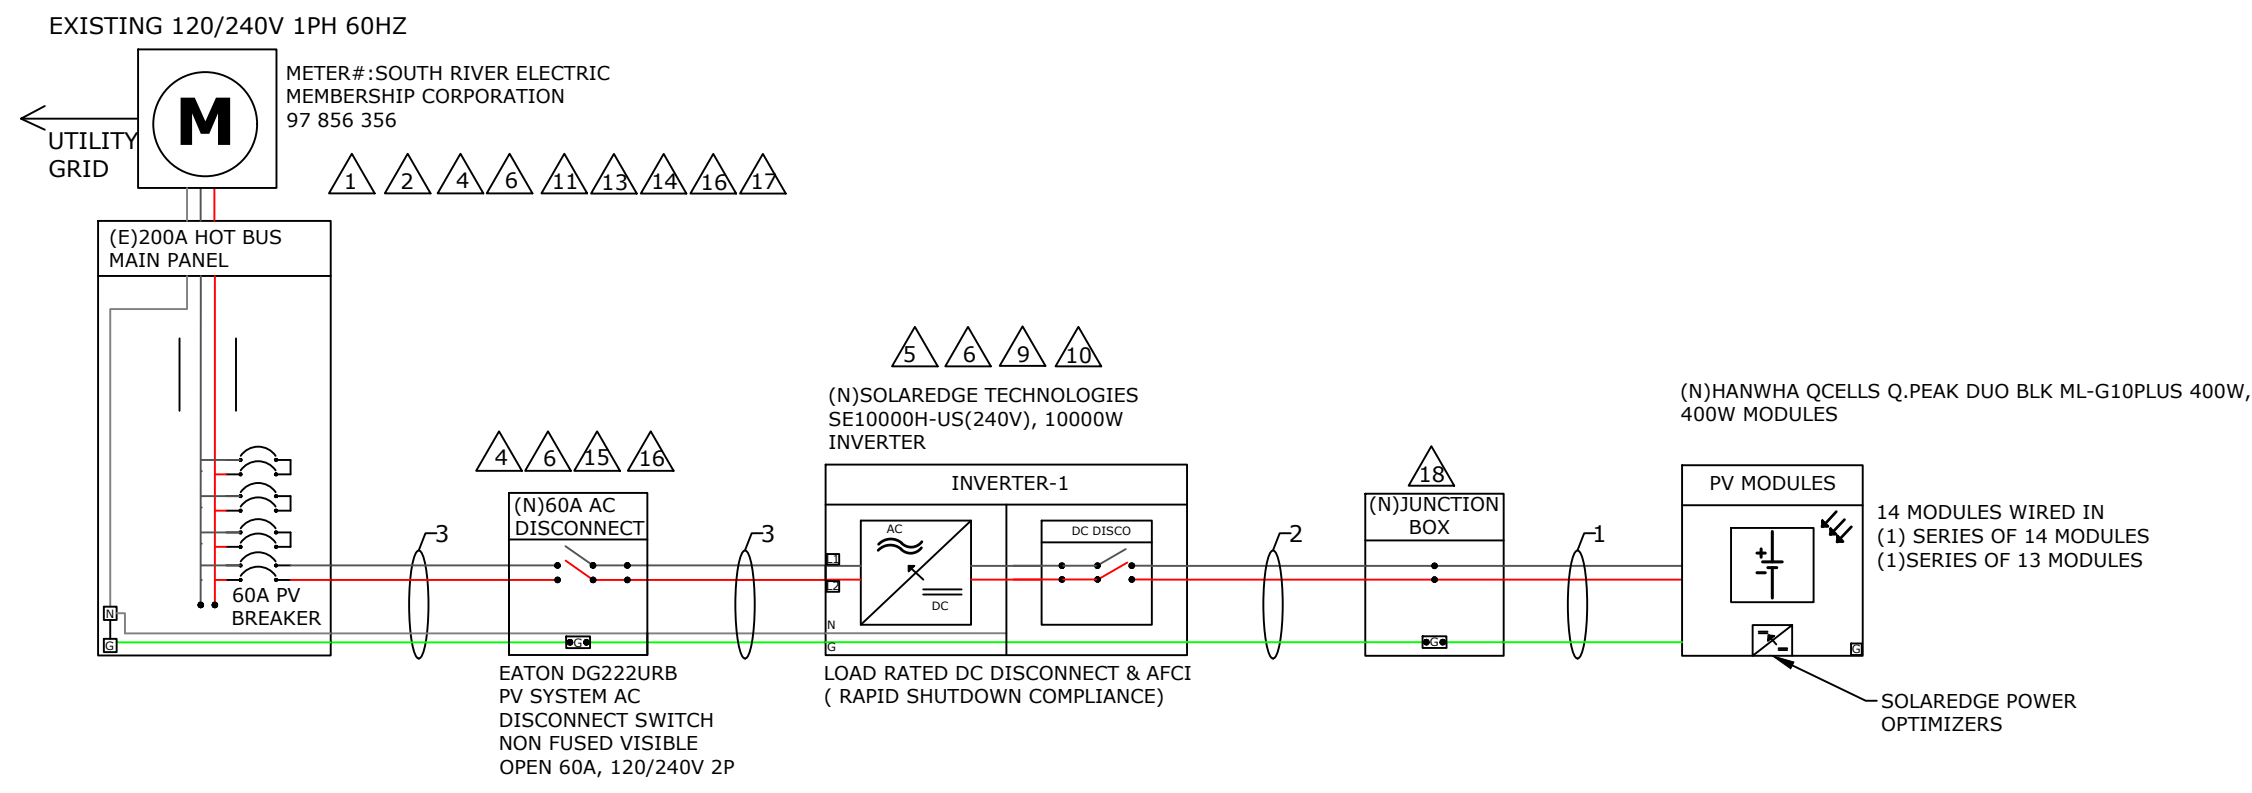 EXISTING 120/240V 1PH 60HZ
METER#:SOUTH RIVER ELECTRIC
MEMBERSHIP CORPORATION
97 856 356
M
UTILITY
GRID
1 2 4 6 11 13 14 16 17
(E)200A HOT BUS
MAIN PANEL
60A PV
BREAKER
N
G
3
4 6 15 16
(N)60A AC
DISCONNECT
G
EATON DG222URB
PV SYSTEM AC
DISCONNECT SWITCH
NON FUSED VISIBLE
OPEN 60A, 120/240V 2P
3
5 6 9 10
(N)SOLAREDGE TECHNOLOGIES
SE10000H-US(240V), 10000W
INVERTER
INVERTER-1
AC
DC
DC DISCO
L1
L2
N
G
LOAD RATED DC DISCONNECT & AFCI
( RAPID SHUTDOWN COMPLIANCE)
2
18
(N)JUNCTION
BOX
G
1
(N)HANWHA QCELLS Q.PEAK DUO BLK ML-G10PLUS 400W,
400W MODULES
PV MODULES
G
14 MODULES WIRED IN
(1) SERIES OF 14 MODULES
(1)SERIES OF 13 MODULES
SOLAREDGE POWER
OPTIMIZERS